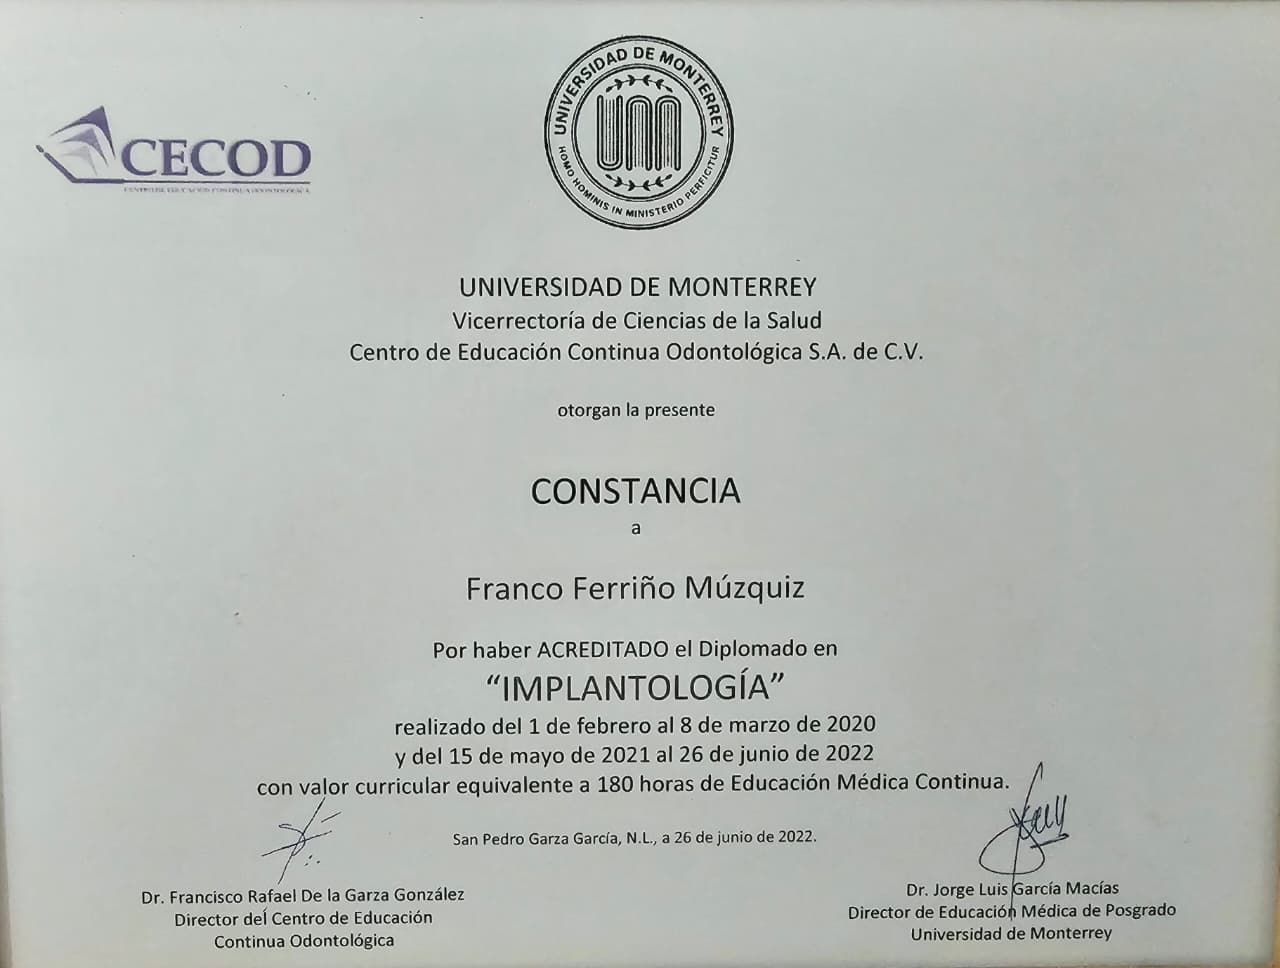 UNIVERSIDAD DE MONTERREY
HOMO HOMINIS IN MINISTERIO PERFICITUR
CECOD
CENTRO DE EDUCACION CONTINUA ODONTOLOGICA
UNIVERSIDAD DE MONTERREY
Vicerrectoría de Ciencias de la Salud
Centro de Educación Continua Odontológica S.A. de C.V.
otorgan la presente
CONSTANCIA
a
Franco Ferriño Múzquiz
Por haber ACREDITADO el Diplomado en
“IMPLANTOLOGÍA”
realizado del 1 de febrero al 8 de marzo de 2020
y del 15 de mayo de 2021 al 26 de junio de 2022
con valor curricular equivalente a 180 horas de Educación Médica Continua.
San Pedro Garza García, N.L., a 26 de junio de 2022.
Dr. Francisco Rafael De la Garza González
Director del Centro de Educación
Continua Odontológica
Dr. Jorge Luis García Macías
Director de Educación Médica de Posgrado
Universidad de Monterrey